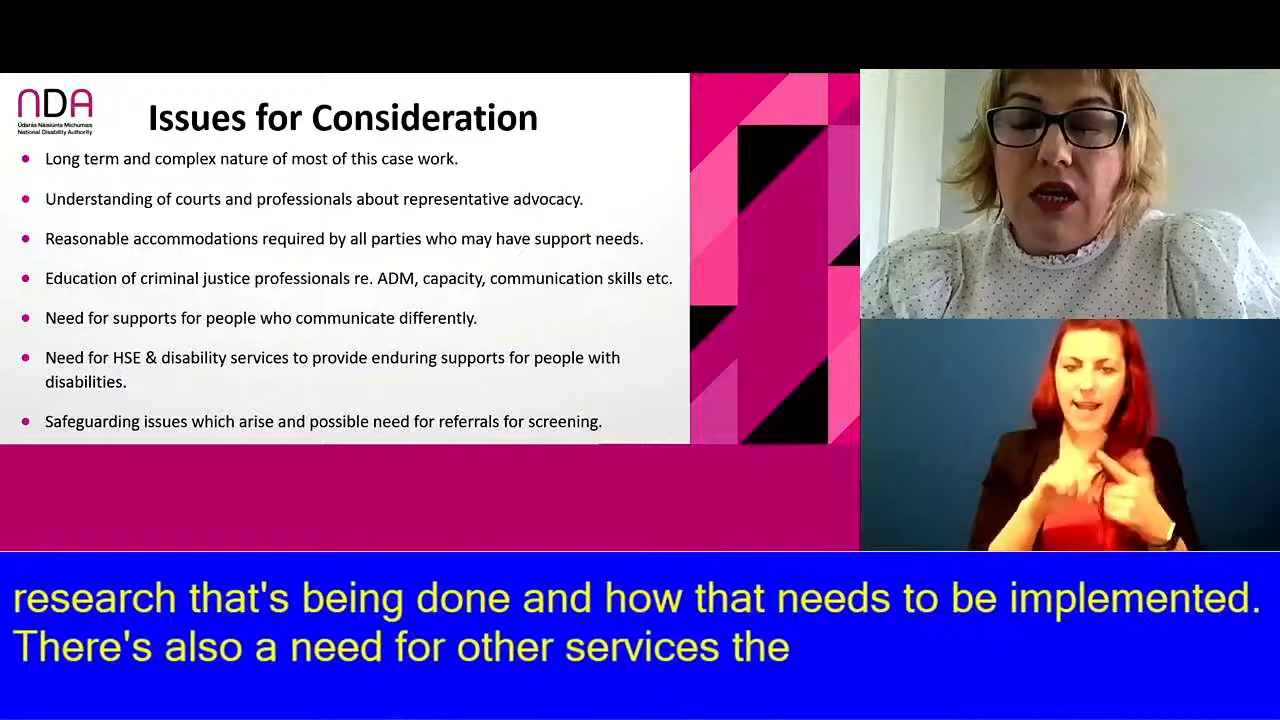 NDA
Údarás Náisiúnta Míchumais
National Disability Authority
Issues for Consideration
Long term and complex nature of most of this case work.
Understanding of courts and professionals about representative advocacy.
Reasonable accommodations required by all parties who may have support needs.
Education of criminal justice professionals re. ADM, capacity, communication skills etc.
Need for supports for people who communicate differently.
Need for HSE & disability services to provide enduring supports for people with
disabilities.
Safeguarding issues which arise and possible need for referrals for screening.
research that's being done and how that needs to be implemented.
There's also a need for other services the